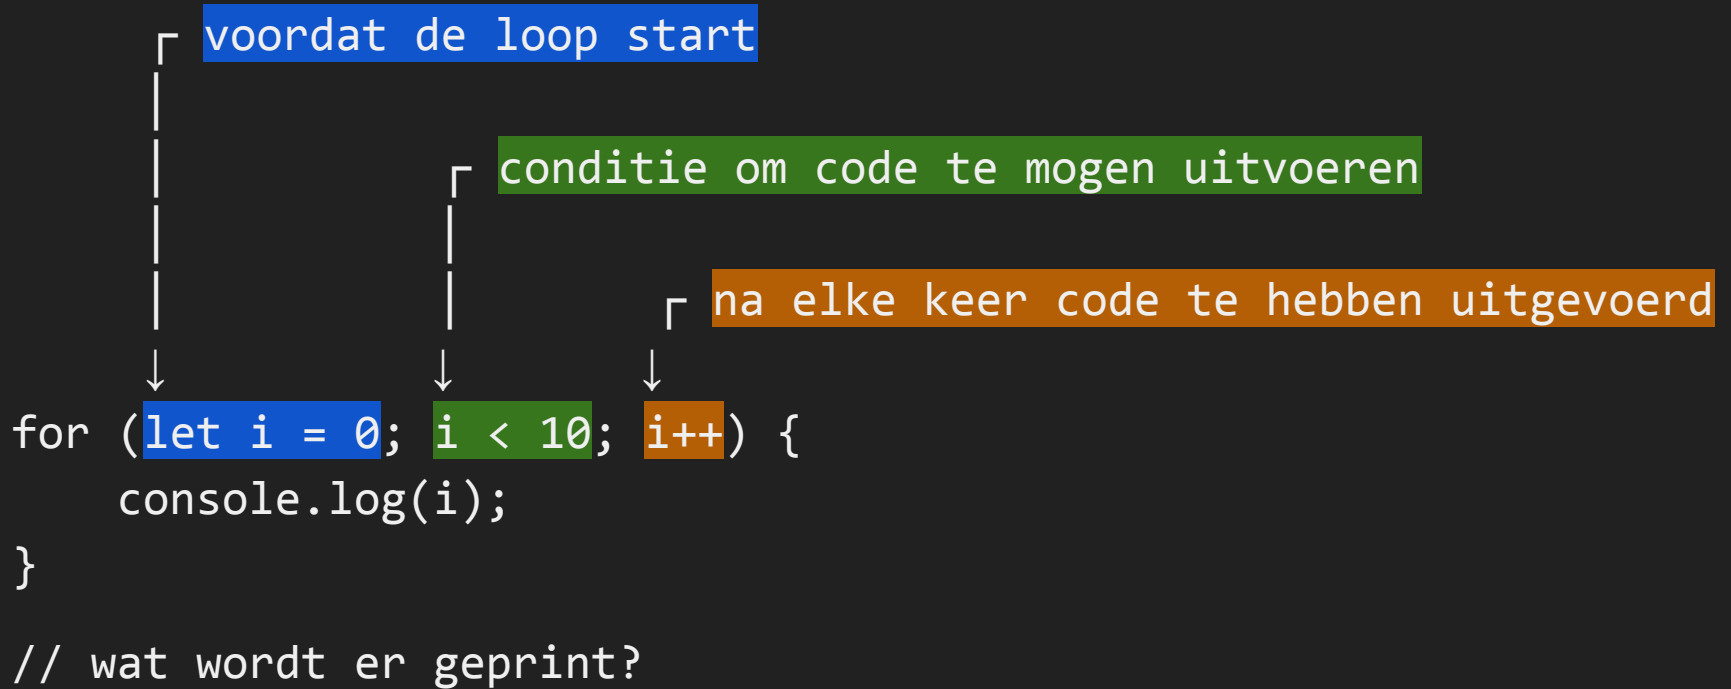 voordat de loop start
conditie om code te mogen uitvoeren
na elke keer code te hebben uitgevoerd
for (let i = 0; i < 10; i++) {
    console.log(i);
}
// wat wordt er geprint?